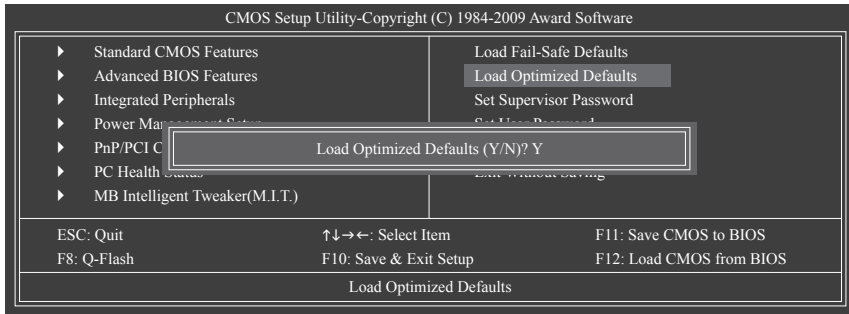 CMOS Setup Utility-Copyright (C) 1984-2009 Award Software
Standard CMOS Features
Advanced BIOS Features
Integrated Peripherals
Power
PnP/PCI
PC Health
MB Intelligent Tweaker(M.I.T.)
Load Fail-Safe Defaults
Load Optimized Defaults
Set Supervisor Password
Load Optimized Defaults (Y/N)? Y
ESC: Quit ↑↓→←: Select Item F11: Save CMOS to BIOS
F8: Q-Flash F10: Save & Exit Setup F12: Load CMOS from BIOS
Load Optimized Defaults